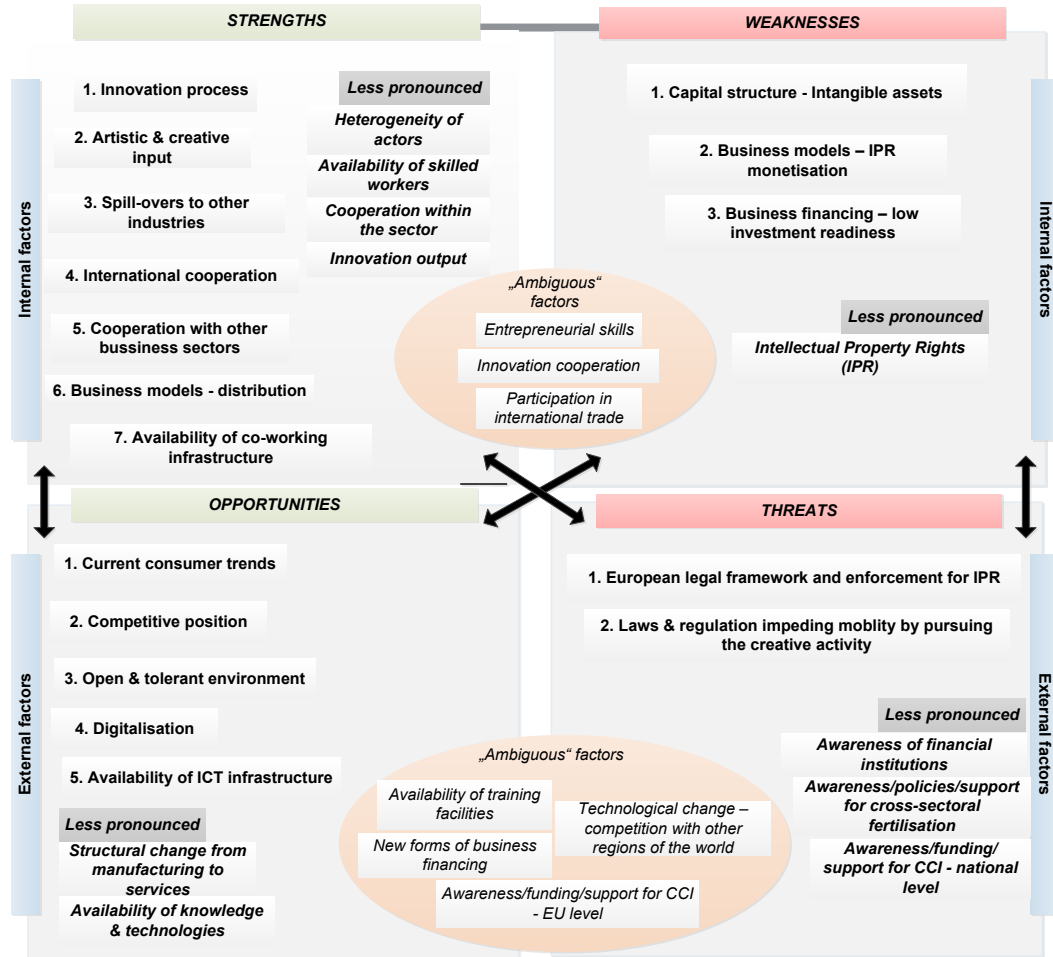 STRENGTHS
WEAKNESSES
Internal factors
1. Innovation process
2. Artistic & creative
input
3. Spill-overs to other
industries
4. International cooperation
5. Cooperation with other
bussiness sectors
6. Business models - distribution
7. Availability of co-working
infrastructure
Less pronounced
Heterogeneity of
actors
Availability of skilled
workers
Cooperation within
the sector
Innovation output
„Ambiguous“
factors
Entrepreneurial skills
Innovation cooperation
Participation in
international trade
1. Capital structure - Intangible assets
2. Business models – IPR
monetisation
3. Business financing – low
investment readiness
Less pronounced
Intellectual Property Rights
(IPR)
Internal factors
OPPORTUNITIES
THREATS
External factors
1. Current consumer trends
2. Competitive position
3. Open & tolerant environment
4. Digitalisation
5. Availability of ICT infrastructure
Less pronounced
Structural change from
manufacturing to
services
Availability of knowledge
& technologies
„Ambiguous“ factors
Availability of training
facilities
New forms of business
financing
Technological change –
competition with other
regions of the world
Awareness/funding/support for CCI
- EU level
1. European legal framework and enforcement for IPR
2. Laws & regulation impeding moblity by pursuing
the creative activity
Less pronounced
Awareness of financial
institutions
Awareness/policies/support
for cross-sectoral
fertilisation
Awareness/funding/
support for CCI - national
level
External factors